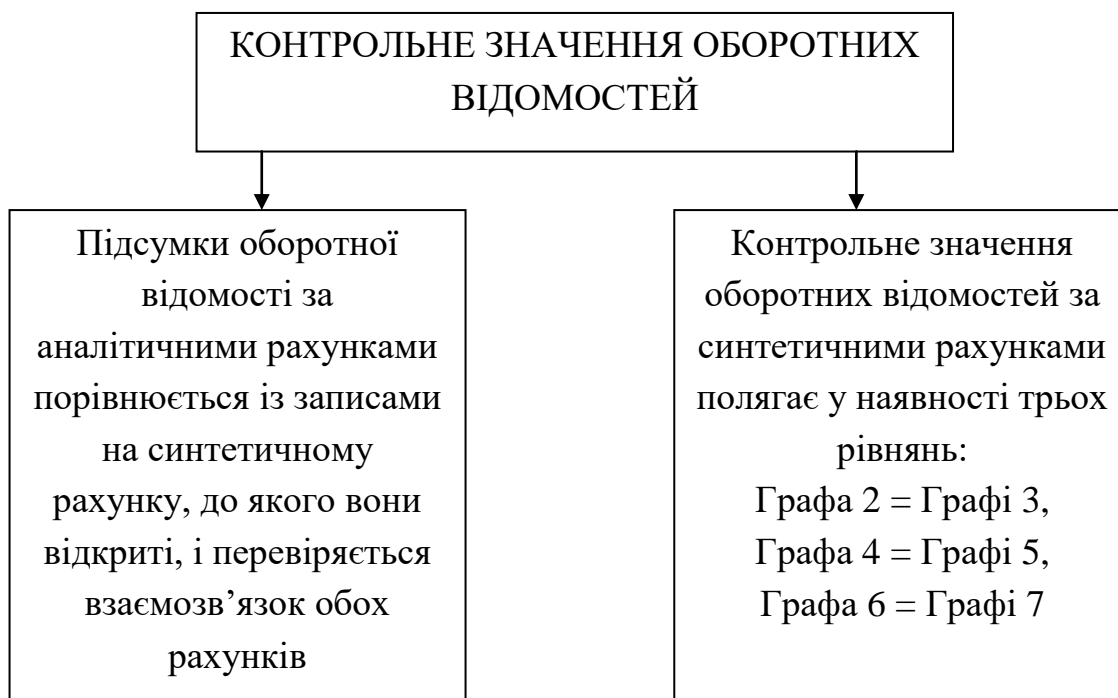 КОНТРОЛЬНЕ ЗНАЧЕННЯ ОБОРОТНИХ
ВІДОМОСТЕЙ
Підсумки оборотної
відомості за
аналітичними рахунками
порівнюється із записами
на синтетичному
рахунку, до якого вони
відкриті, і перевіряється
взаємозв’язок обох
рахунків
Контрольне значення
оборотних відомостей за
синтетичними рахунками
полягає у наявності трьох
рівнянь:
Графа 2 = Графі 3,
Графа 4 = Графі 5,
Графа 6 = Графі 7